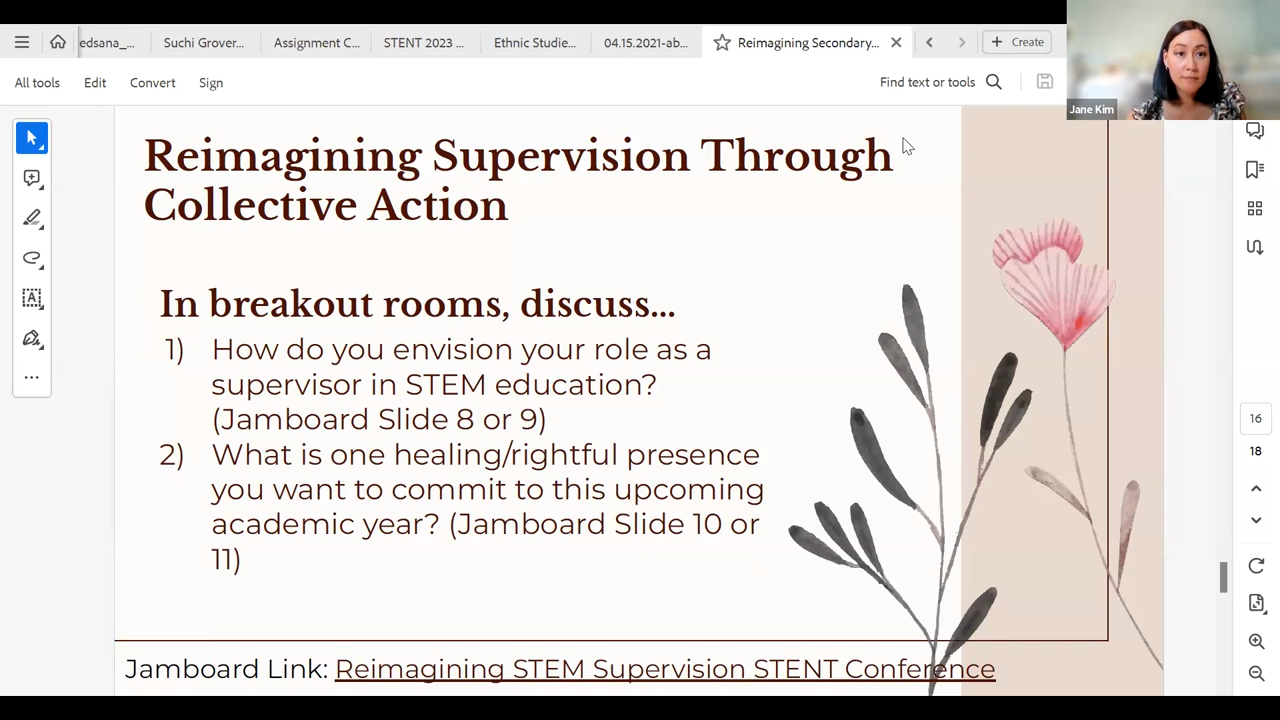 edsana_...
Suchi Grover...
Assignment C...
STENT 2023 ...
Ethnic Studie...
04.15.2021-ab...
Reimagining Secondary...
Create
All tools
Edit
Convert
Sign
Find text or tools
Jane Kim
Reimagining Supervision Through
Collective Action
In breakout rooms, discuss...
1) How do you envision your role as a
supervisor in STEM education?
(Jamboard Slide 8 or 9)
2) What is one healing/rightful presence
you want to commit to this upcoming
academic year? (Jamboard Slide 10 or
11)
16
18
Jamboard Link: Reimagining STEM Supervision STENT Conference